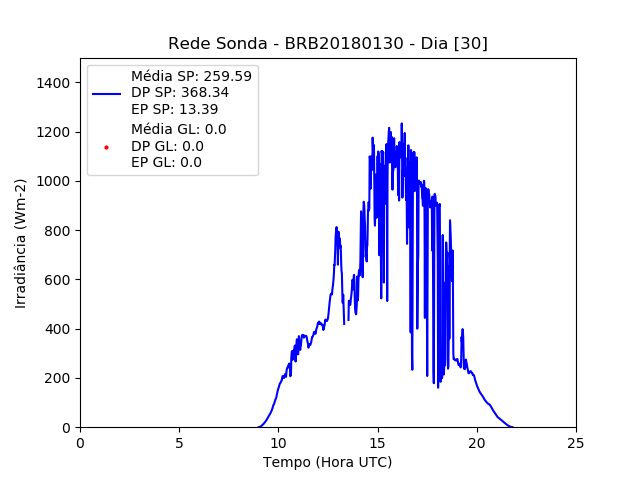 Rede Sonda - BRB20180130 - Dia [30]
Média SP: 259.59
DP SP: 368.34
EP SP: 13.39
Média GL: 0.0
DP GL: 0.0
EP GL: 0.0
1400
1200
1000
800
600
400
200
0
Irradiância (Wm-2)
0 5 10 15 20 25
Tempo (Hora UTC)